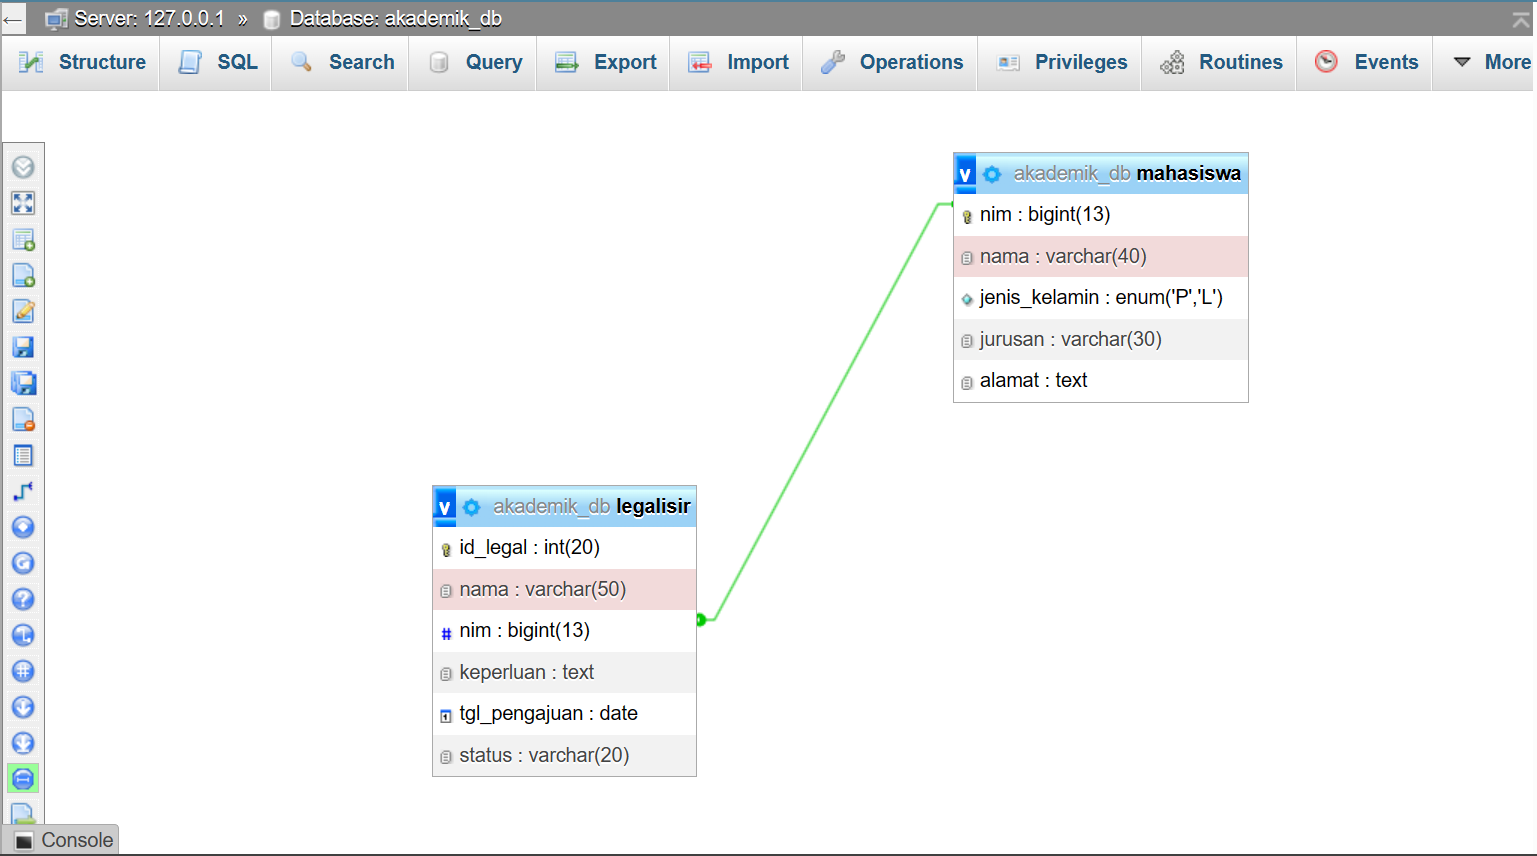 Server: 127.0.0.1 » Database: akademik_db
Structure SQL Search Query Export Import Operations Privileges Routines Events More
v akademik_db mahasiswa
nim : bigint(13)
nama : varchar(40)
jenis_kelamin : enum('P','L')
jurusan : varchar(30)
alamat : text
v akademik_db legalisir
id_legal : int(20)
nama : varchar(50)
# nim : bigint(13)
keperluan : text
tgl_pengajuan : date
status : varchar(20)
Console